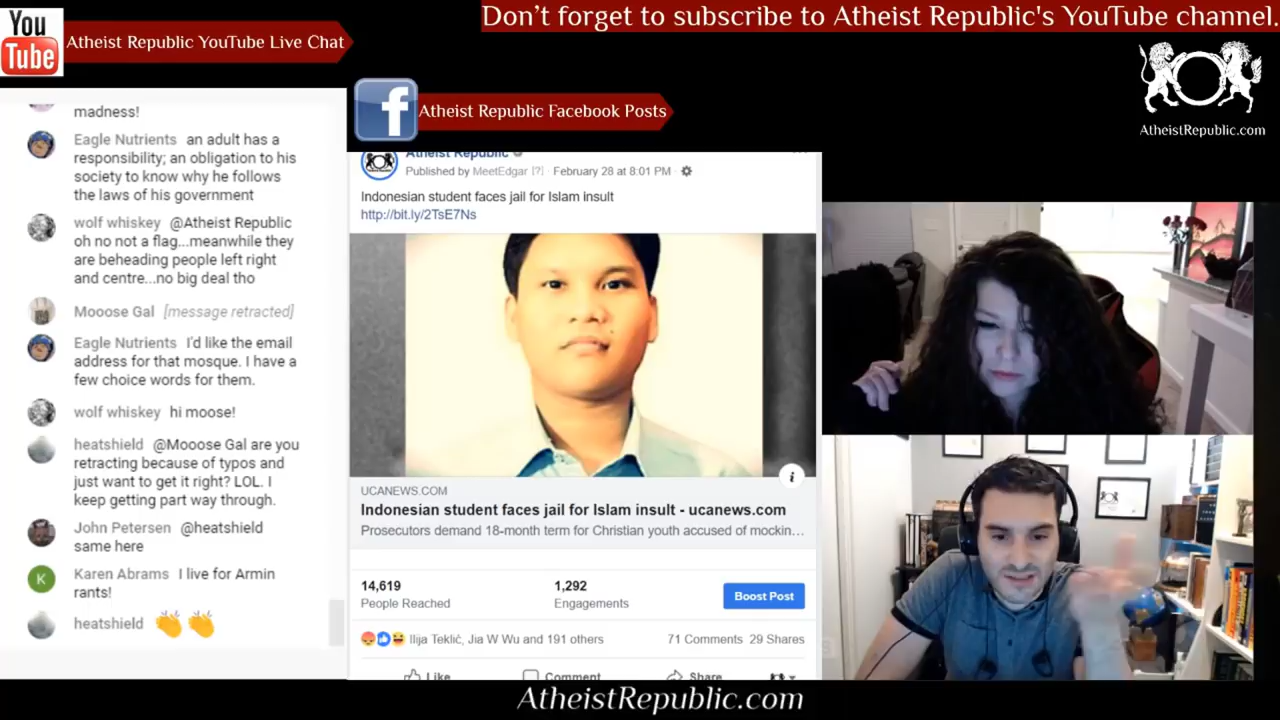 Don't forget to subscribe to Atheist Republic's YouTube channel.
You
Tube
Atheist Republic YouTube Live Chat
AtheistRepublic.com
f
Atheist Republic Facebook Posts
madness!
Eagle Nutrients an adult has a
responsibility; an obligation to his
society to know why he follows
the laws of his government
wolf whiskey @Atheist Republic
oh no not a flag...meanwhile they
are beheading people left right
and centre...no big deal tho
Mooose Gal [message retracted]
Eagle Nutrients I'd like the email
address for that mosque. I have a
few choice words for them.
wolf whiskey hi moose!
heatshield @Mooose Gal are you
retracting because of typos and
just want to get it right? LOL. I
keep getting part way through.
John Petersen @heatshield
same here
K
Karen Abrams I live for Armin
rants!
heatshield 👏👏
Atheist Republic
Published by MeetEdgar [?] · February 28 at 8:01 PM ·
Indonesian student faces jail for Islam insult
http://bit.ly/2TsE7Ns
i
UCANEWS.COM
Indonesian student faces jail for Islam insult - ucanews.com
Prosecutors demand 18-month term for Christian youth accused of mockin...
14,619
People Reached
1,292
Engagements
Boost Post
Ilija Teklić, Jia W Wu and 191 others
71 Comments 29 Shares
Like
Comment
Share
AtheistRepublic.com